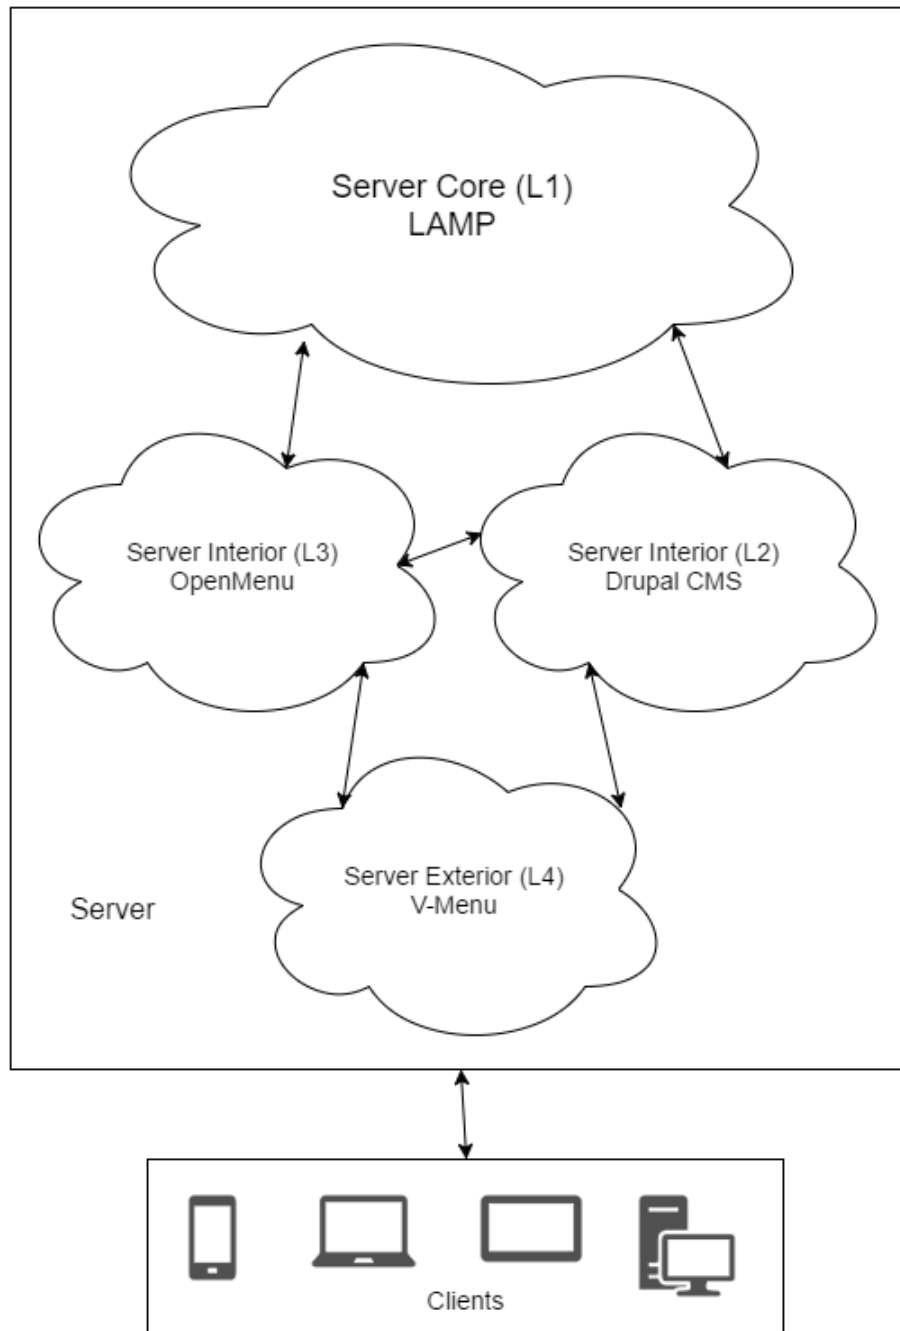 Server Core (L1)
LAMP
Server Interior (L3)
OpenMenu
Server Interior (L2)
Drupal CMS
Server Exterior (L4)
V-Menu
Server
Clients